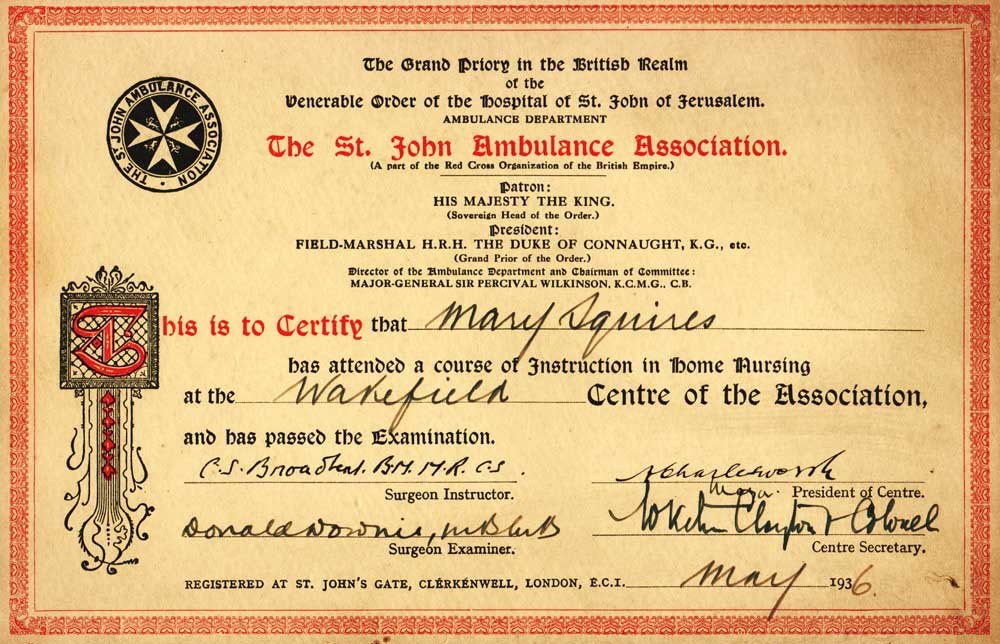 THE ST. JOHN AMBULANCE ASSOCIATION
The Grand Priory in the British Realm
of the
Venerable Order of the Hospital of St. John of Jerusalem.
AMBULANCE DEPARTMENT
The St. John Ambulance Association.
(A part of the Red Cross Organization of the British Empire.)
Patron:
HIS MAJESTY THE KING.
(Sovereign Head of the Order.)
President:
FIELD-MARSHAL H.R.H. THE DUKE OF CONNAUGHT, K.G., etc.
(Grand Prior of the Order.)
Director of the Ambulance Department and Chairman of Committee:
MAJOR-GENERAL SIR PERCIVAL WILKINSON, K.C.M.G., C.B.
This is to Certify that Mary Squires
has attended a course of Instruction in Home Nursing
at the Wakefield Centre of the Association,
and has passed the Examination.
C.S. Broadhead. B.M. M.R.C.S.
Surgeon Instructor.
Charlesworth
Mayor President of Centre.
Donald Downie, M.B. Ch.B
Surgeon Examiner.
Clayton Colonel
Centre Secretary.
REGISTERED AT ST. JOHN'S GATE, CLERKENWELL, LONDON, E.C.1. May 1936.